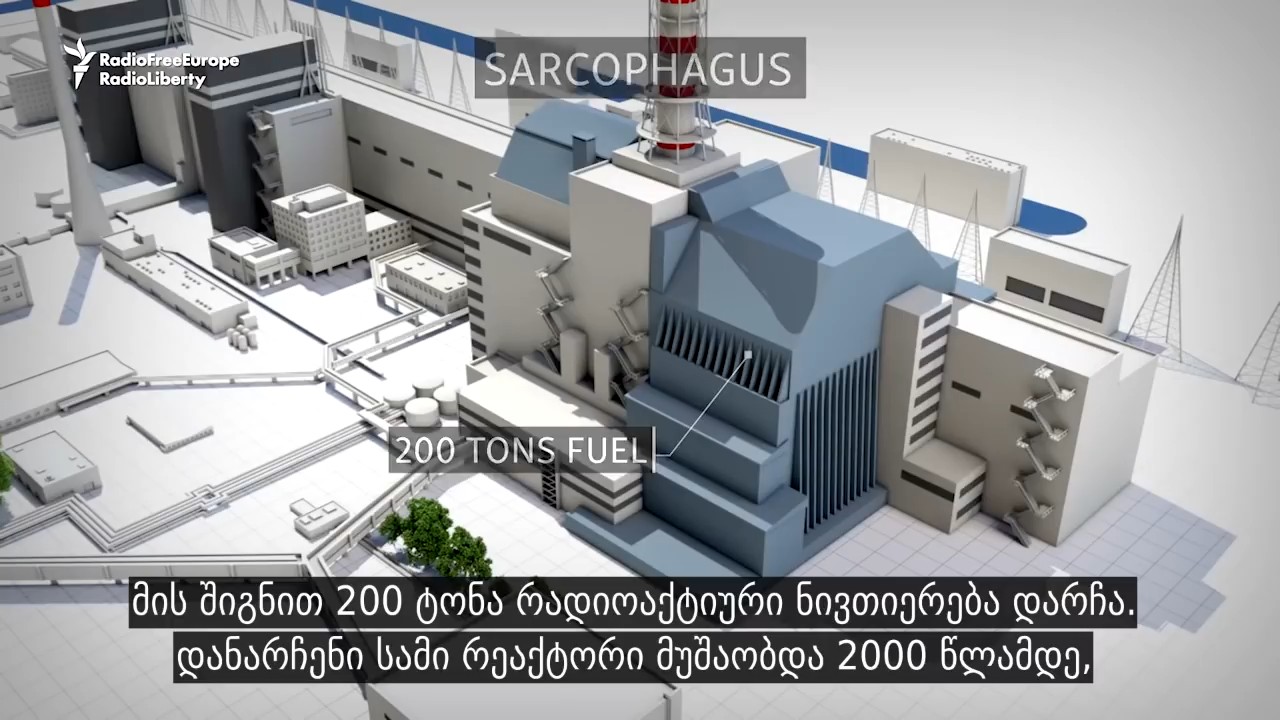 RadioFreeEurope
RadioLiberty
SARCOPHAGUS
200 TONS FUEL
მის შიგნით 200 ტონა რადიოაქტიური ნივთიერება დარჩა.
დანარჩენი სამი რეაქტორი მუშაობდა 2000 წლამდე,